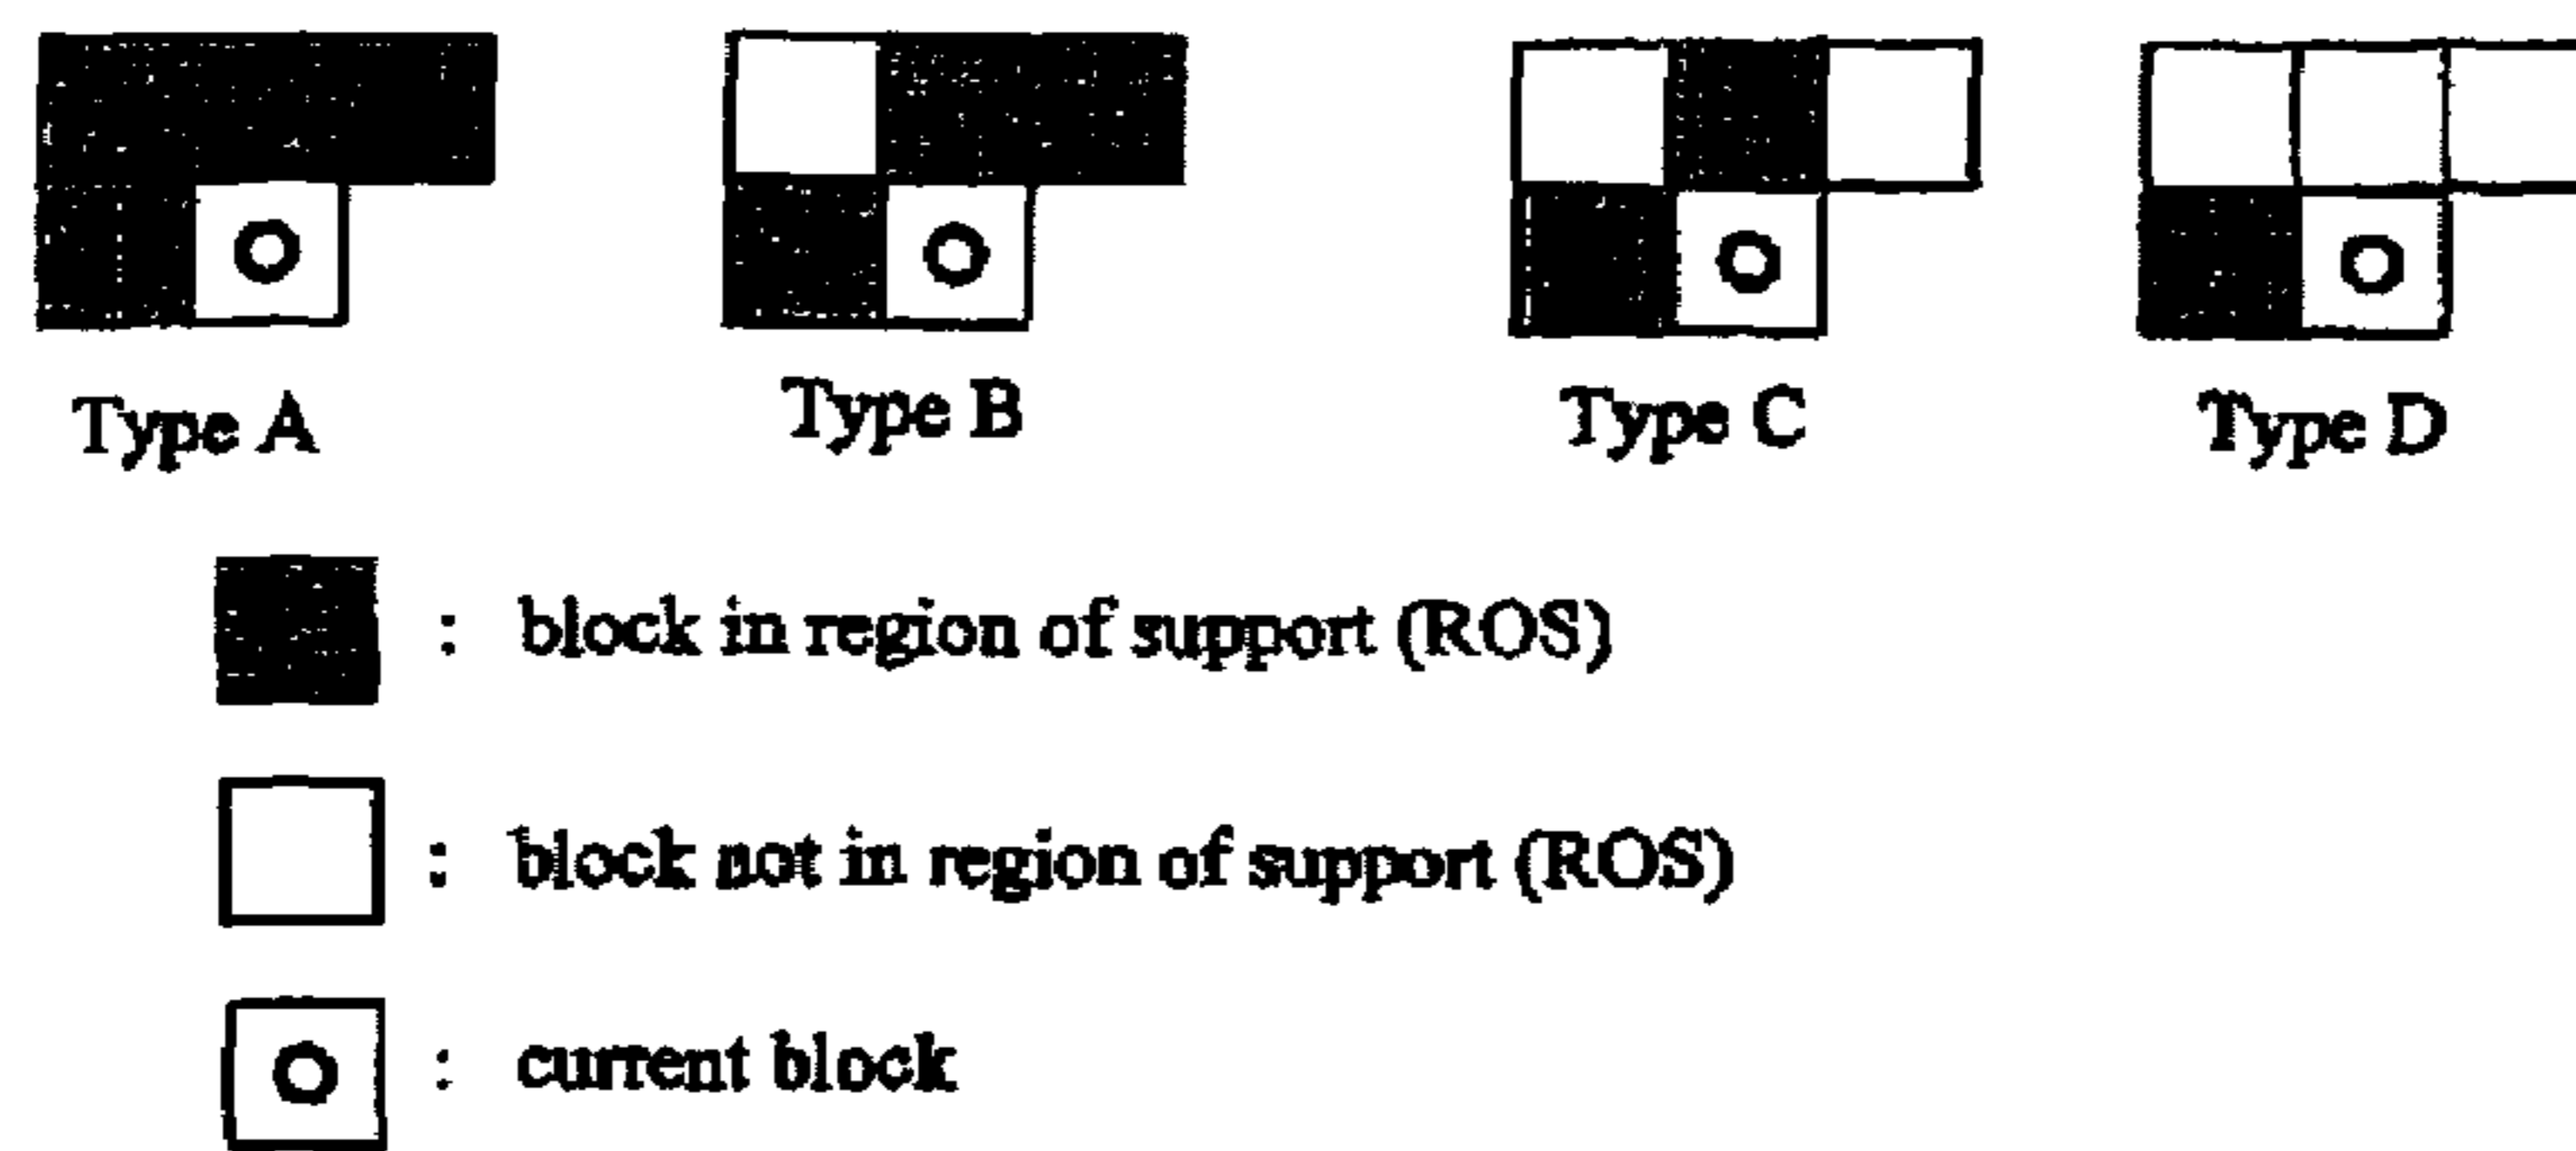 Type A Type B Type C Type D
: block in region of support (ROS)
: block not in region of support (ROS)
: current block